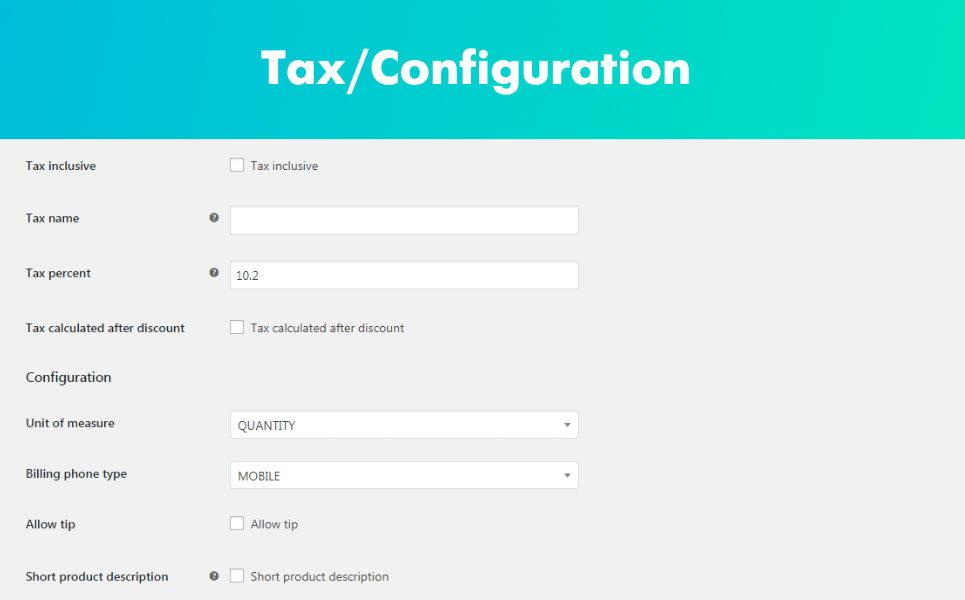 Tax/Configuration
Tax inclusive Tax inclusive
Tax name
Tax percent 10.2
Tax calculated after discount Tax calculated after discount
Configuration
Unit of measure QUANTITY
Billing phone type MOBILE
Allow tip Allow tip
Short product description Short product description